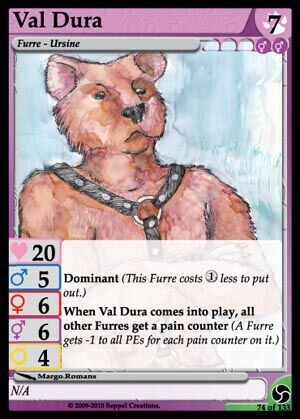 Val Dura
7
Furre - Ursine
20
5
6
6
4
Dominant (This Furre costs 1 less to put
out.)
When Val Dura comes into play, all
other Furres get a pain counter (A Furre
gets -1 to all PEs for each pain counter on it.)
Margo.Romans
N/A
© 2009-2010 Seppel Creations.
74 of 133